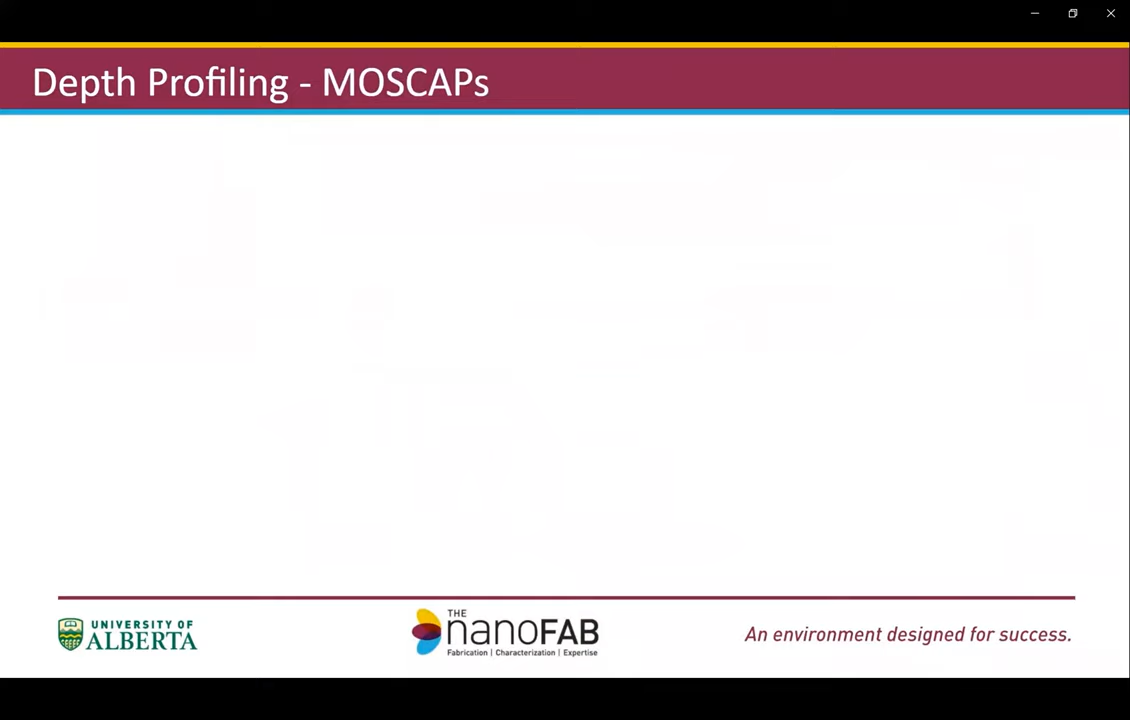 Depth Profiling - MOSCAPs
UNIVERSITY OF
ALBERTA
THE
nanoFAB
Fabrication | Characterization | Expertise
An environment designed for success.